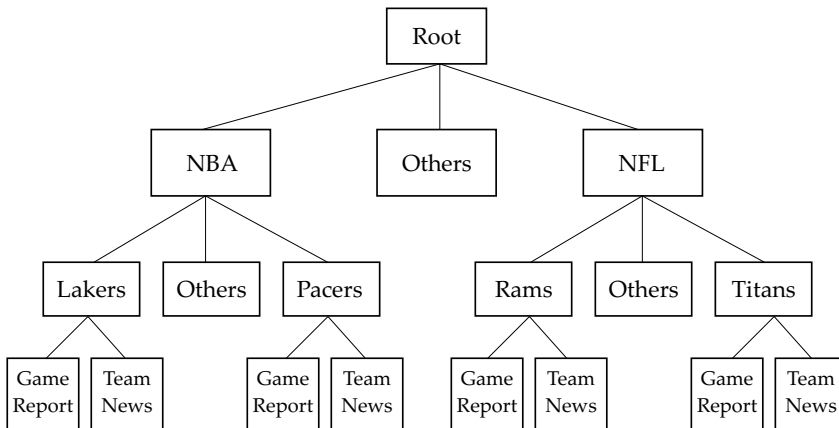 Root
NBA
Others
NFL
Lakers
Others
Pacers
Rams
Others
Titans
Game
Report
Team
News
Game
Report
Team
News
Game
Report
Team
News
Game
Report
Team
News